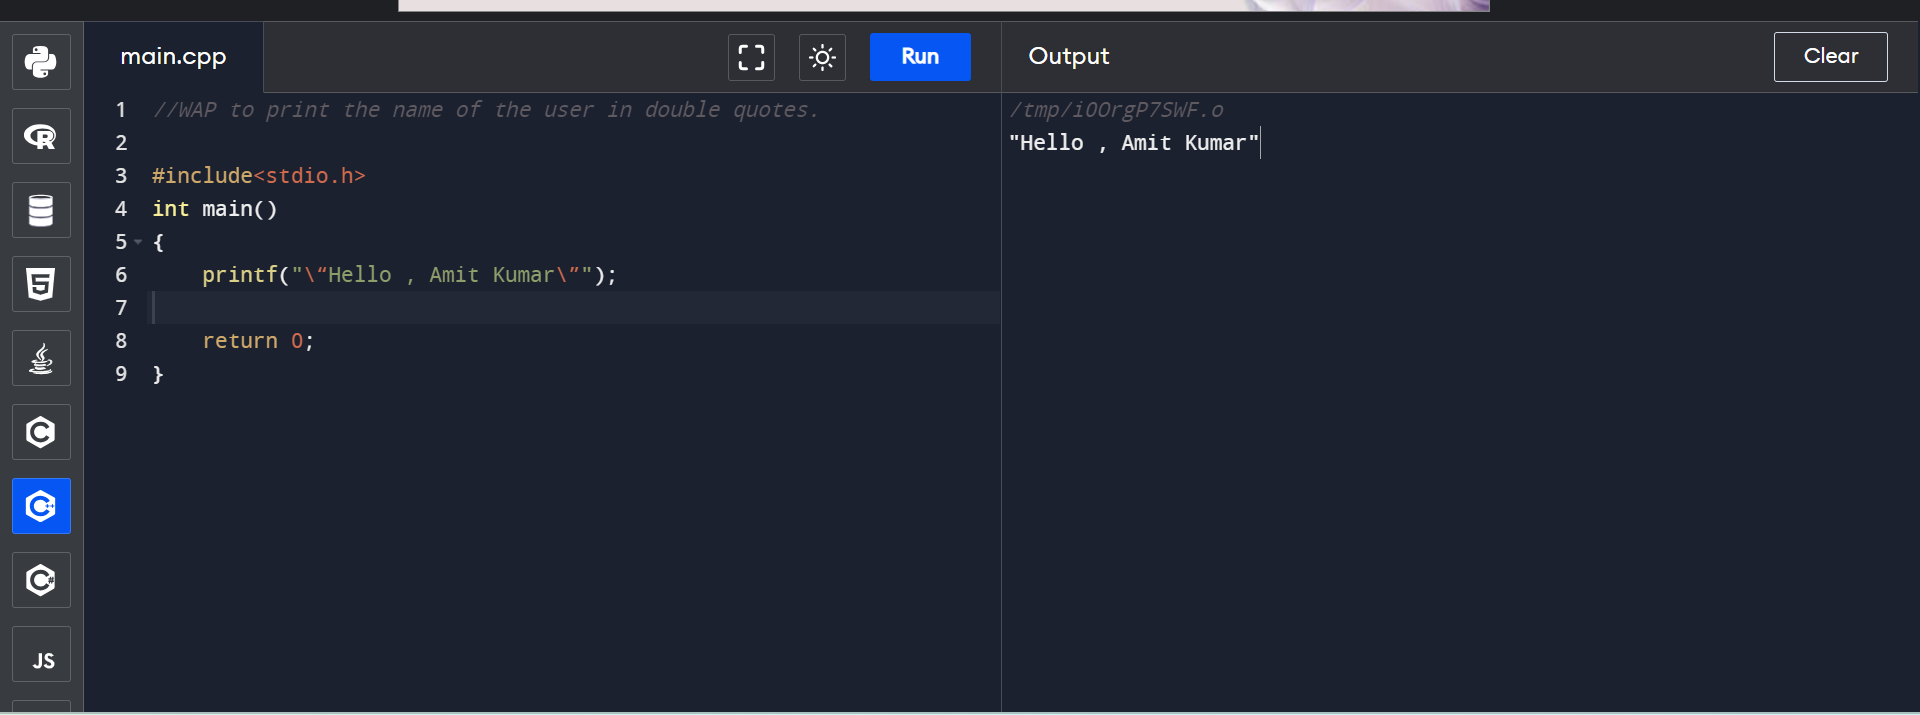 main.cpp
Run
Output
Clear
1 //WAP to print the name of the user in double quotes.
2
3 #include<stdio.h>
4 int main()
5 {
6 printf("\“Hello , Amit Kumar\”");
7
8 return 0;
9 }
/tmp/iOOrgP7SWF.o
"Hello , Amit Kumar"
R
5
C
C++
C#
JS